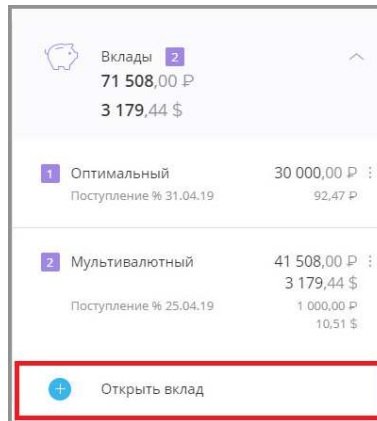 Вклады 2
71 508,00 ₽
3 179,44 $
1 Оптимальный 30 000,00 ₽
Поступление % 31.04.19 92,47 ₽
2 Мультивалютный 41 508,00 ₽
3 179,44 $
Поступление % 25.04.19 1 000,00 ₽
10,51 $
Открыть вклад